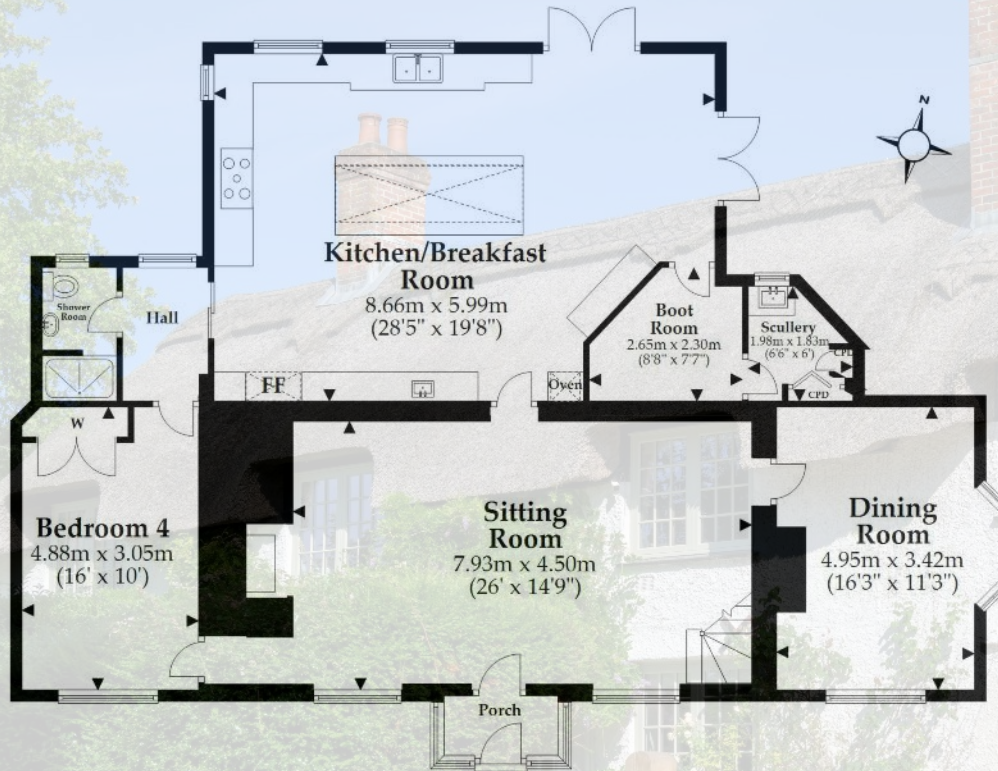 N
Kitchen/Breakfast
Room
8.66m x 5.99m
(28'5" x 19'8")
Shower
Room
Hall
Boot
Room
2.65m x 2.30m
(8'8" x 7'7")
Scullery
1.98m x 1.83m
(6'6" x 6')
CPD
CPD
FF
Oven
W
Bedroom 4
4.88m x 3.05m
(16' x 10')
Sitting
Room
7.93m x 4.50m
(26' x 14'9")
Dining
Room
4.95m x 3.42m
(16'3" x 11'3")
Porch